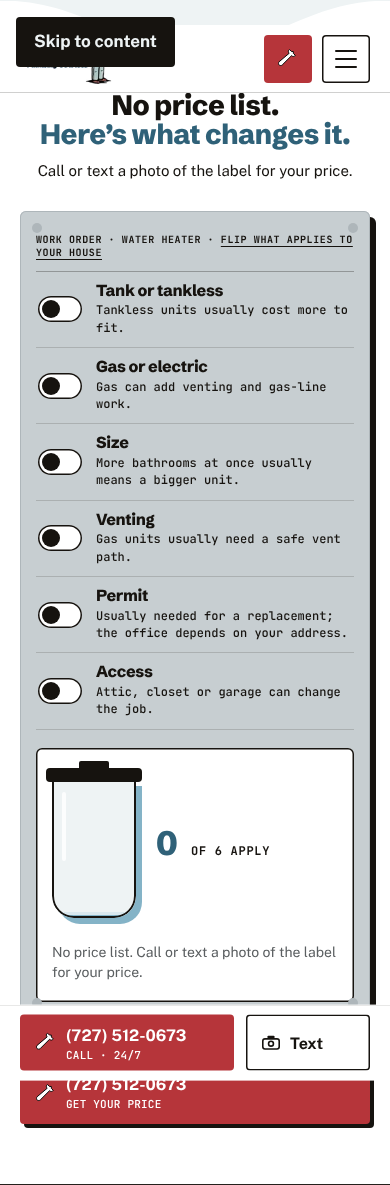 Skip to content
No price list.
Here's what changes it.
Call or text a photo of the label for your price.
WORK ORDER · WATER HEATER · FLIP WHAT APPLIES TO
YOUR HOUSE
Tank or tankless
Tankless units usually cost more to
fit.
Gas or electric
Gas can add venting and gas-line
work.
Size
More bathrooms at once usually
means a bigger unit.
Venting
Gas units usually need a safe vent
path.
Permit
Usually needed for a replacement;
the office depends on your address.
Access
Attic, closet or garage can change
the job.
0 OF 6 APPLY
No price list. Call or text a photo of the label
for your price.
(727) 512-0673
CALL · 24/7
Text
(727) 512-0673
GET YOUR PRICE